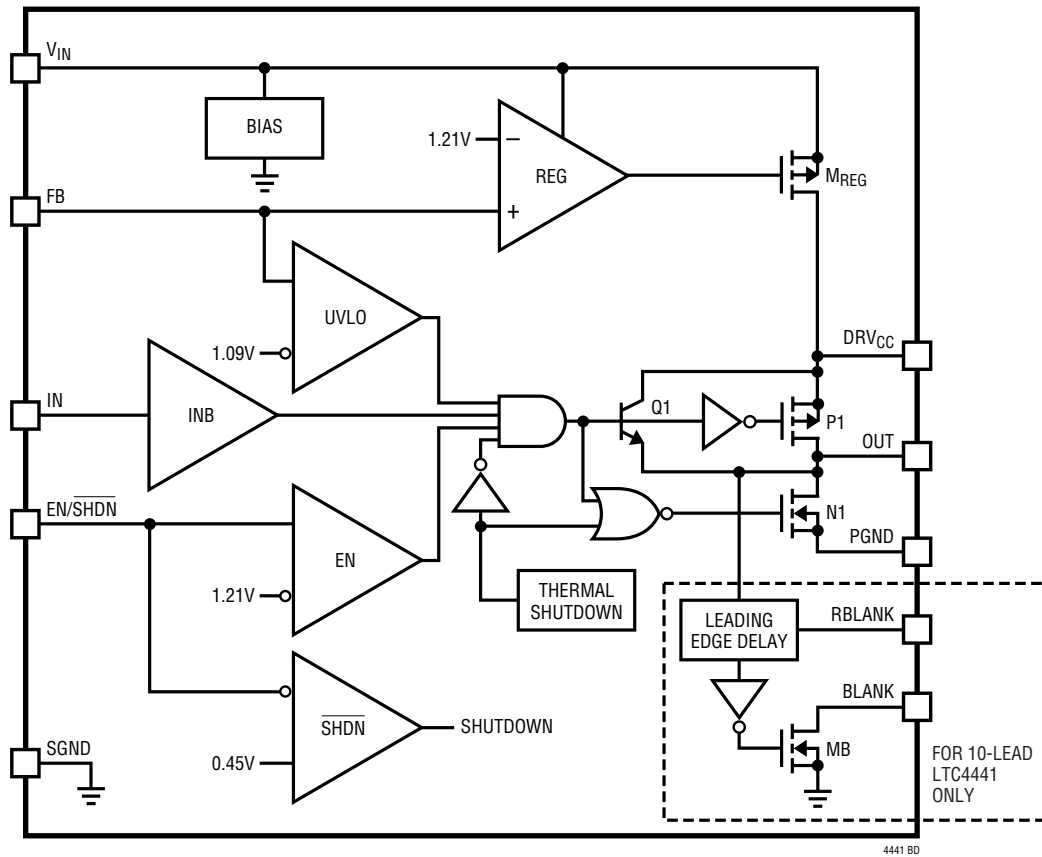 V_IN
BIAS
1.21V
−
REG
+
M_REG
FB
UVLO
1.09V
DRV_CC
IN
INB
Q1
P1
OUT
EN/S̅H̅D̅N̅
N1
PGND
EN
1.21V
THERMAL
SHUTDOWN
LEADING
EDGE DELAY
RBLANK
BLANK
S̅H̅D̅N̅
SHUTDOWN
SGND
0.45V
MB
FOR 10-LEAD
LTC4441
ONLY
4441 BD